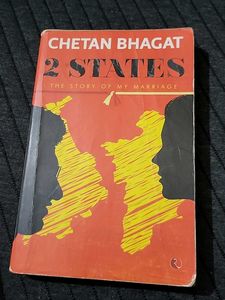 CHETAN BHAGAT
2 STATES
THE STORY OF MY MARRIAGE